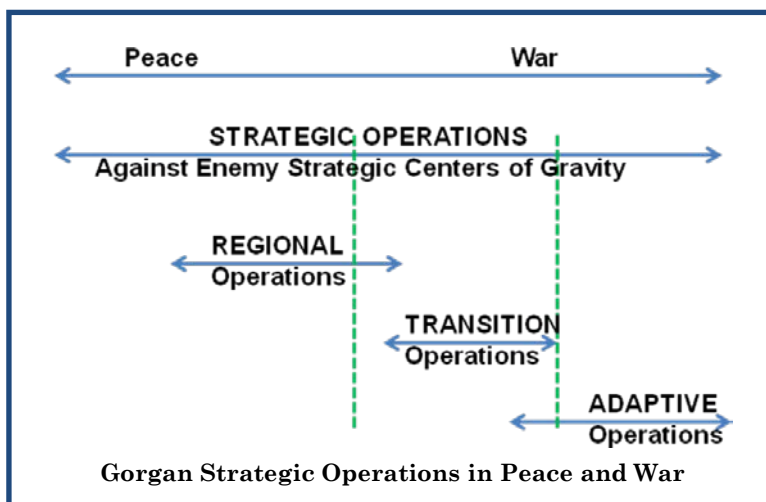 Peace War
STRATEGIC OPERATIONS
Against Enemy Strategic Centers of Gravity
REGIONAL
Operations
TRANSITION
Operations
ADAPTIVE
Operations
Gorgan Strategic Operations in Peace and War